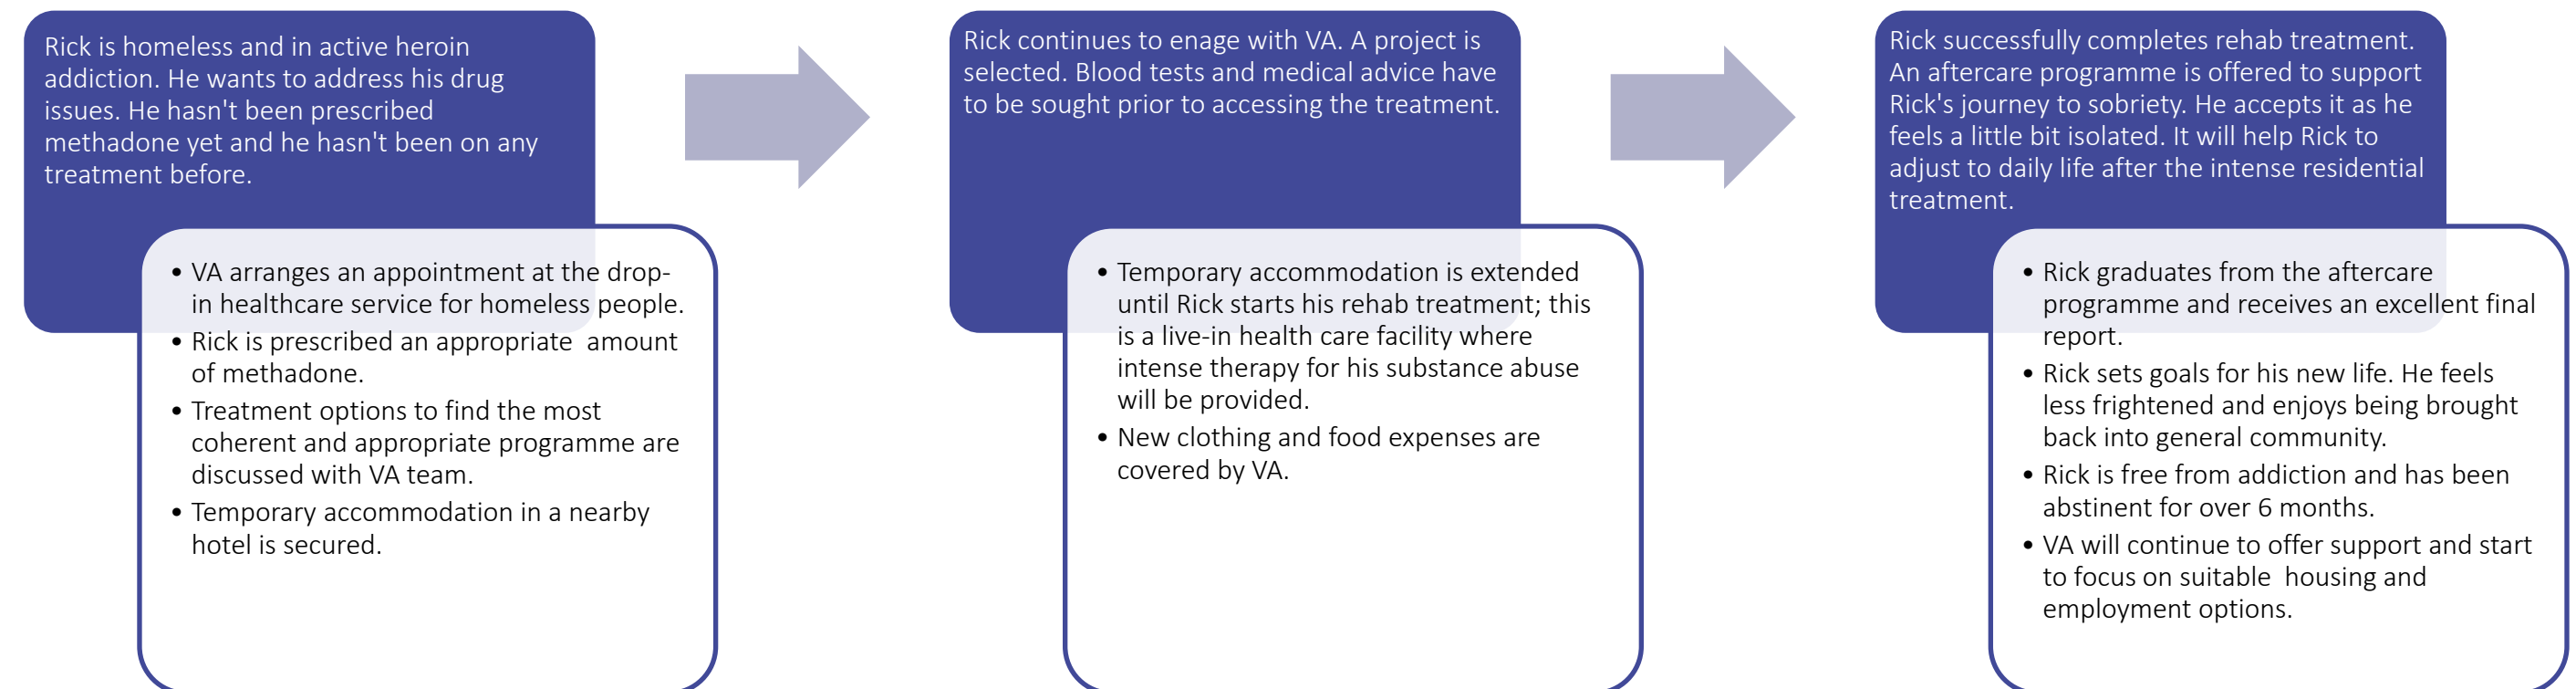 Rick is homeless and in active heroin
addiction. He wants to address his drug
issues. He hasn't been prescribed
methadone yet and he hasn't been on any
treatment before.
• VA arranges an appointment at the drop-
in healthcare service for homeless people.
• Rick is prescribed an appropriate  amount
of methadone.
• Treatment options to find the most
coherent and appropriate programme are
discussed with VA team.
• Temporary accommodation in a nearby
hotel is secured.
Rick continues to enage with VA. A project is
selected. Blood tests and medical advice have
to be sought prior to accessing the treatment.
• Temporary accommodation is extended
until Rick starts his rehab treatment; this
is a live-in health care facility where
intense therapy for his substance abuse
will be provided.
• New clothing and food expenses are
covered by VA.
Rick successfully completes rehab treatment.
An aftercare programme is offered to support
Rick's journey to sobriety. He accepts it as he
feels a little bit isolated. It will help Rick to
adjust to daily life after the intense residential
treatment.
• Rick graduates from the aftercare
programme and receives an excellent final
report.
• Rick sets goals for his new life. He feels
less frightened and enjoys being brought
back into general community.
• Rick is free from addiction and has been
abstinent for over 6 months.
• VA will continue to offer support and start
to focus on suitable  housing and
employment options.